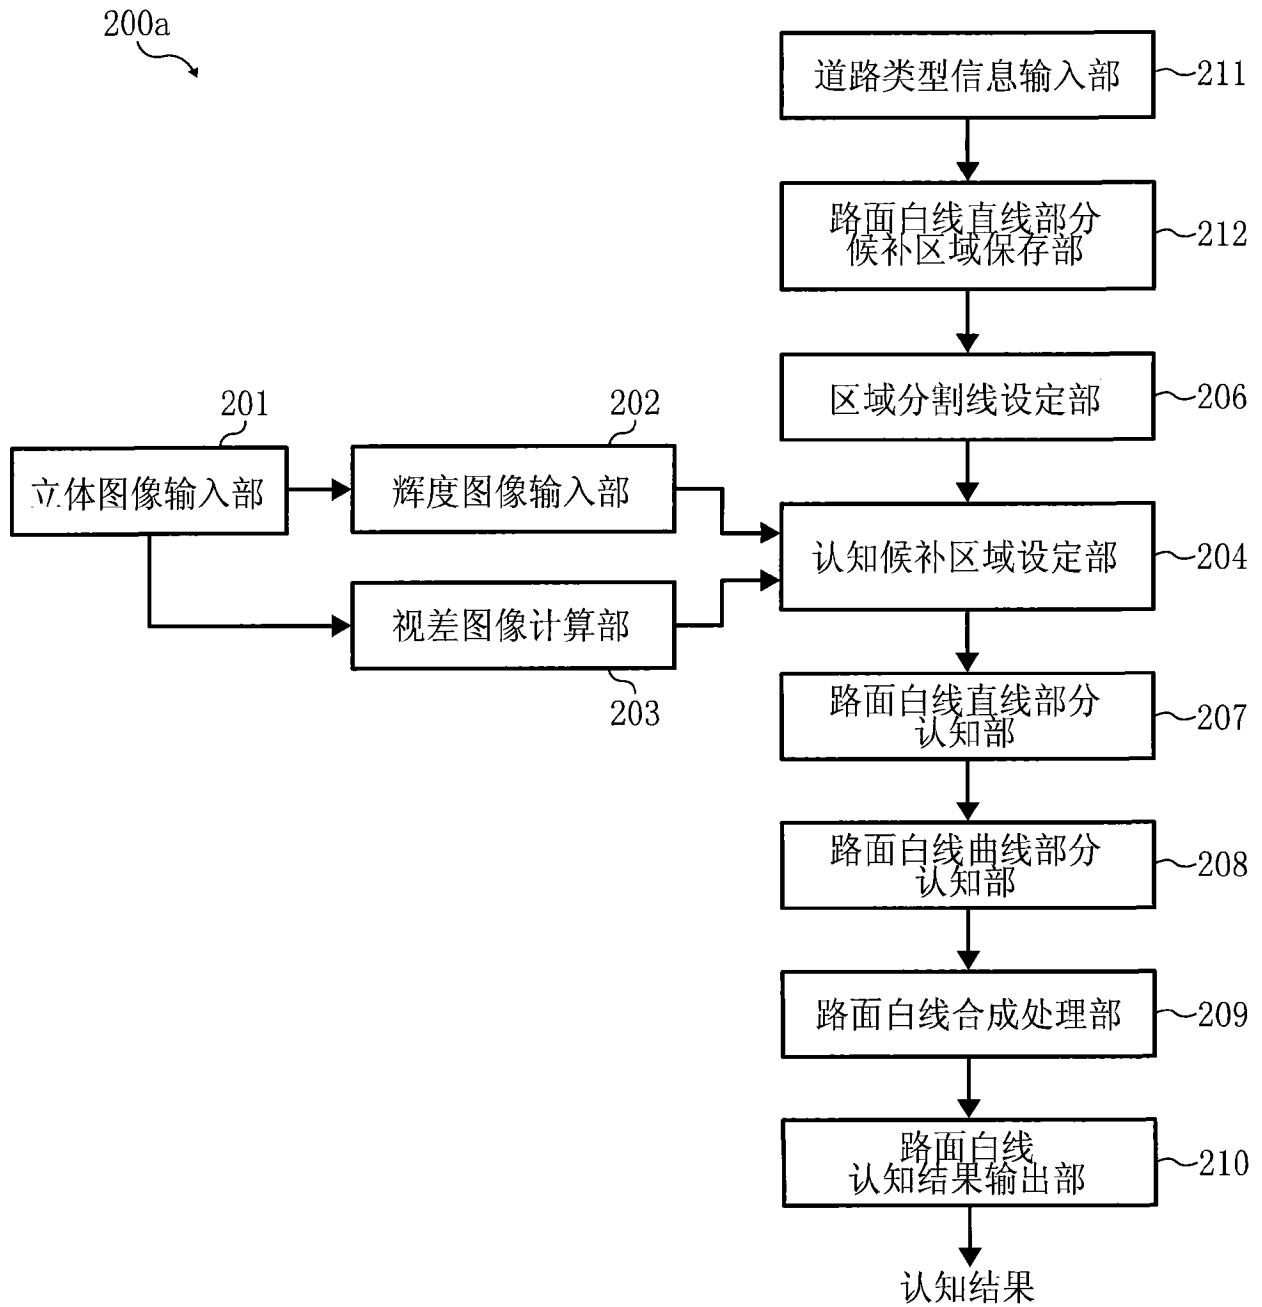 200a
道路类型信息输入部
211
路面白线直线部分
候补区域保存部
212
区域分割线设定部
206
201
立体图像输入部
202
辉度图像输入部
认知候补区域设定部
204
视差图像计算部
203
路面白线直线部分
认知部
207
路面白线曲线部分
认知部
208
路面白线合成处理部
209
路面白线
认知结果输出部
210
认知结果